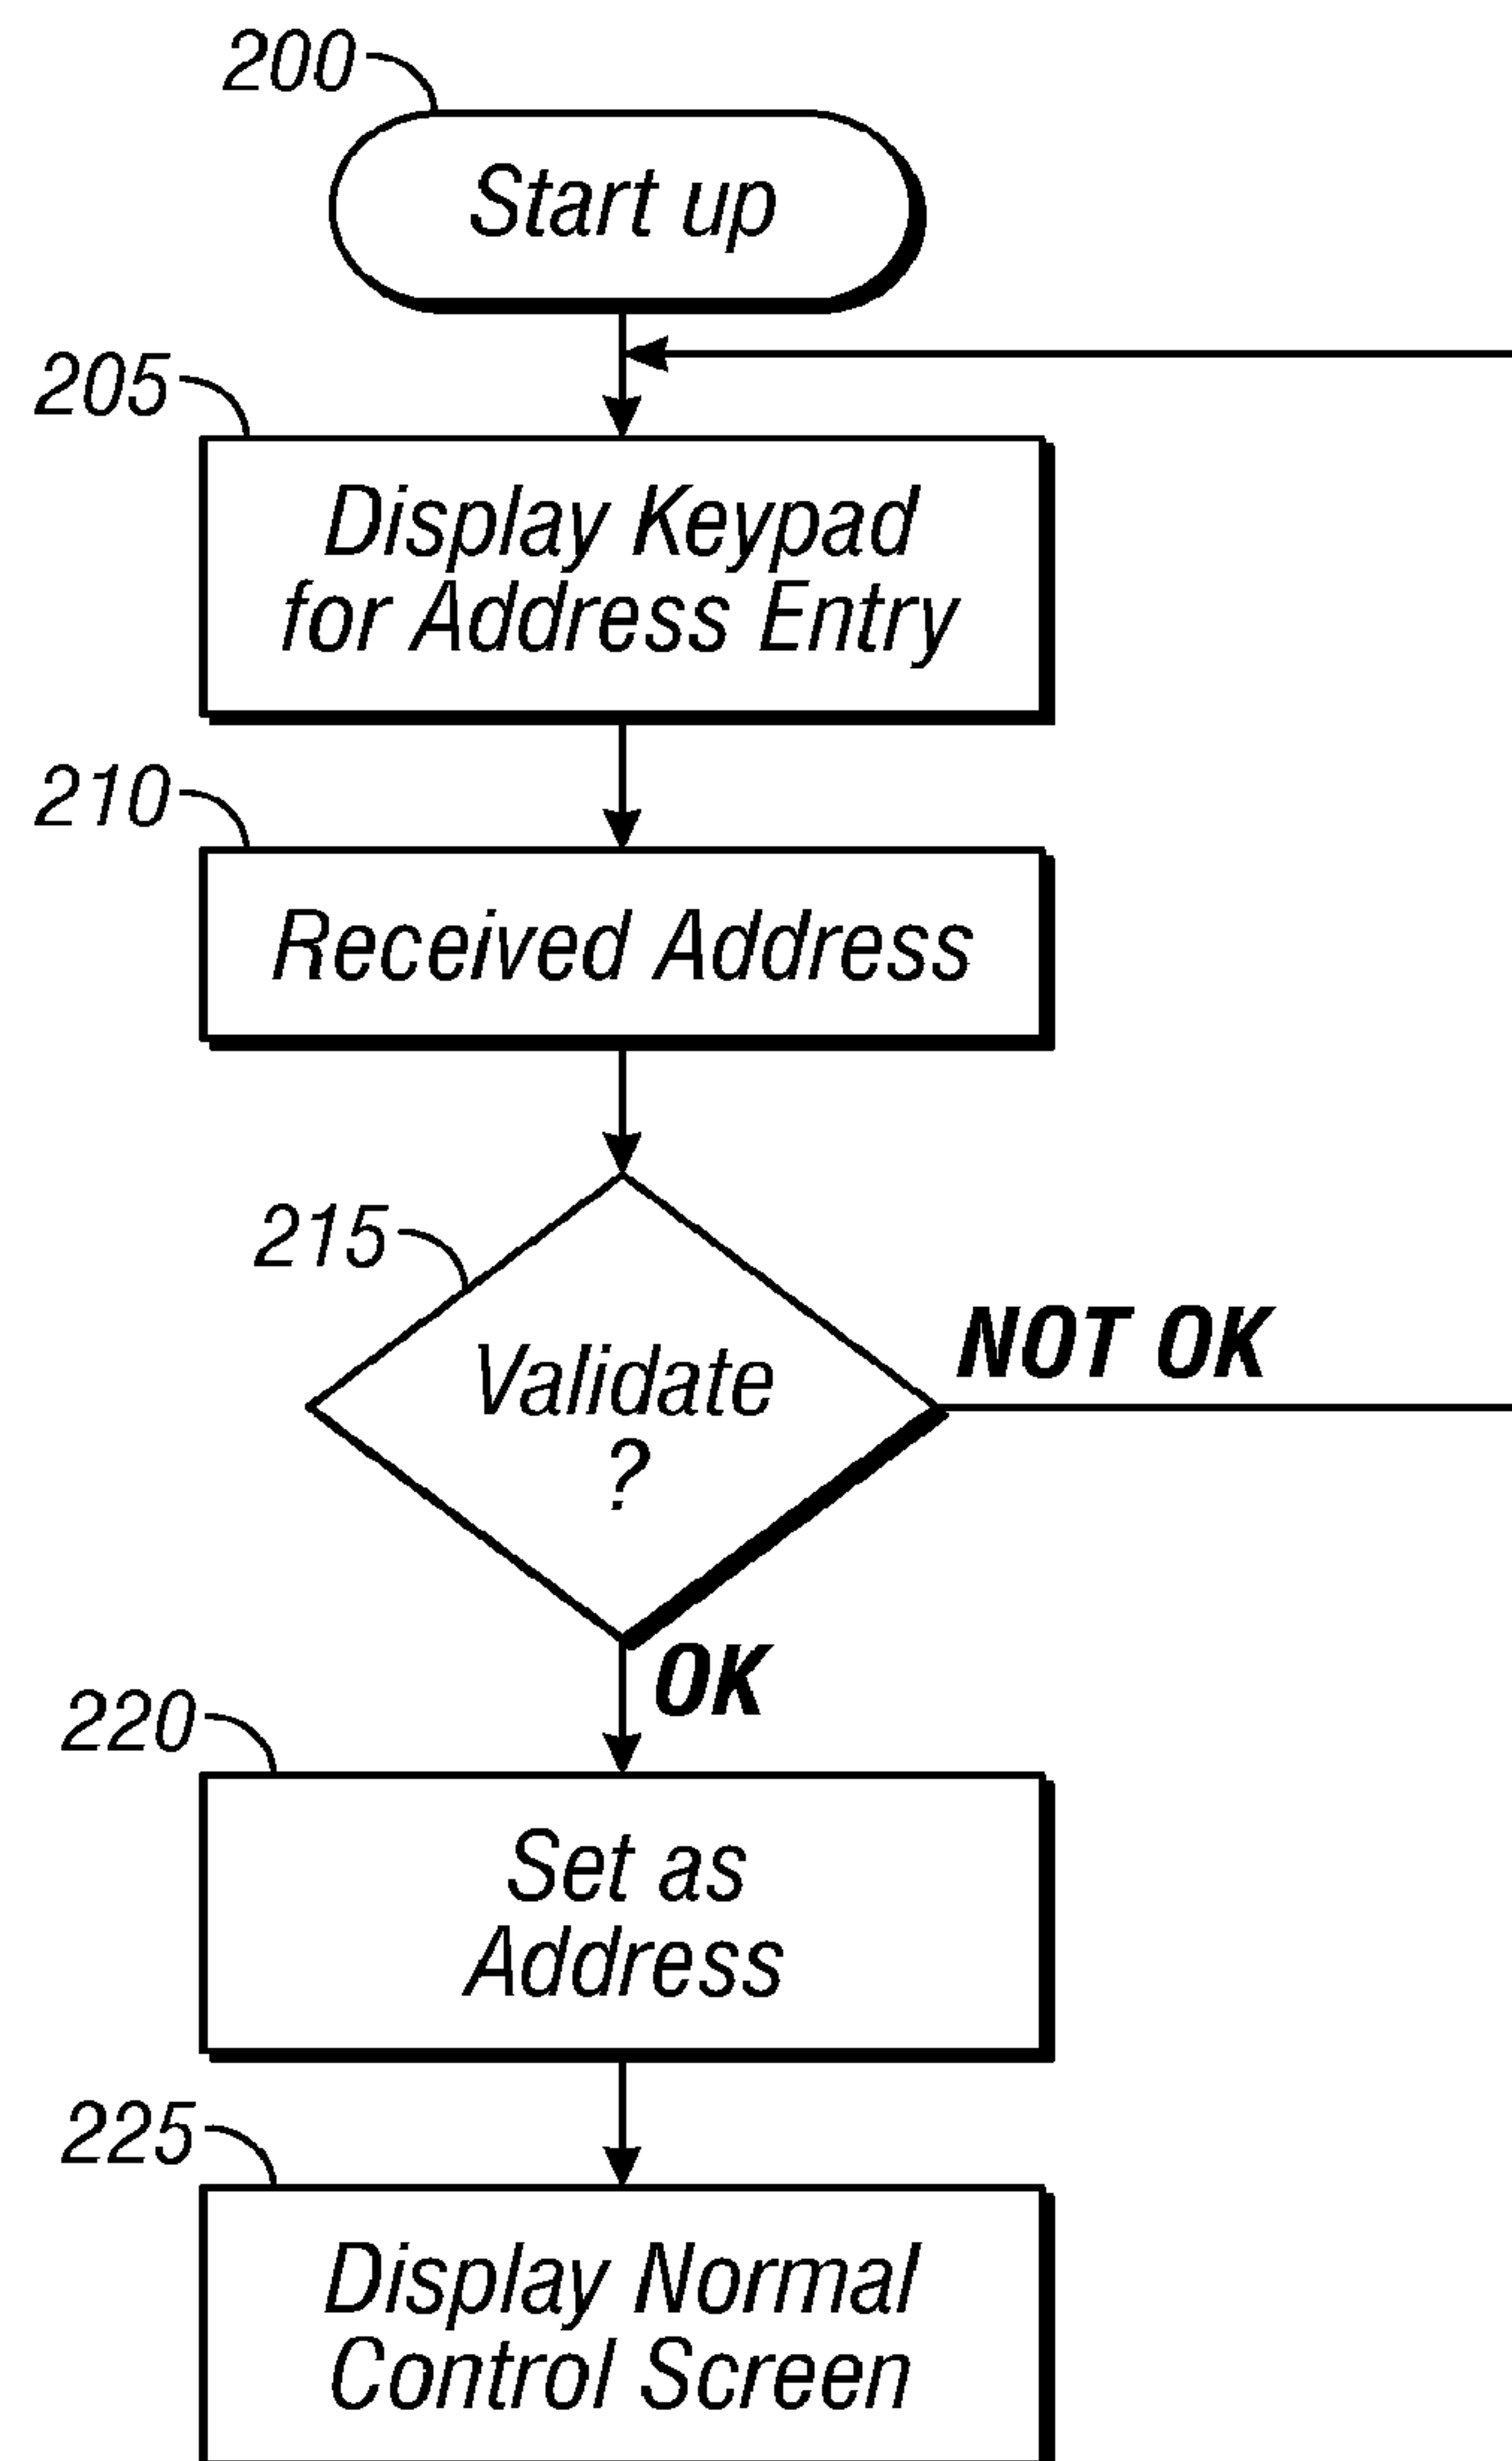 200
Start up
205
Display Keypad
for Address Entry
210
Received Address
215
Validate
?
NOT OK
OK
220
Set as
Address
225
Display Normal
Control Screen